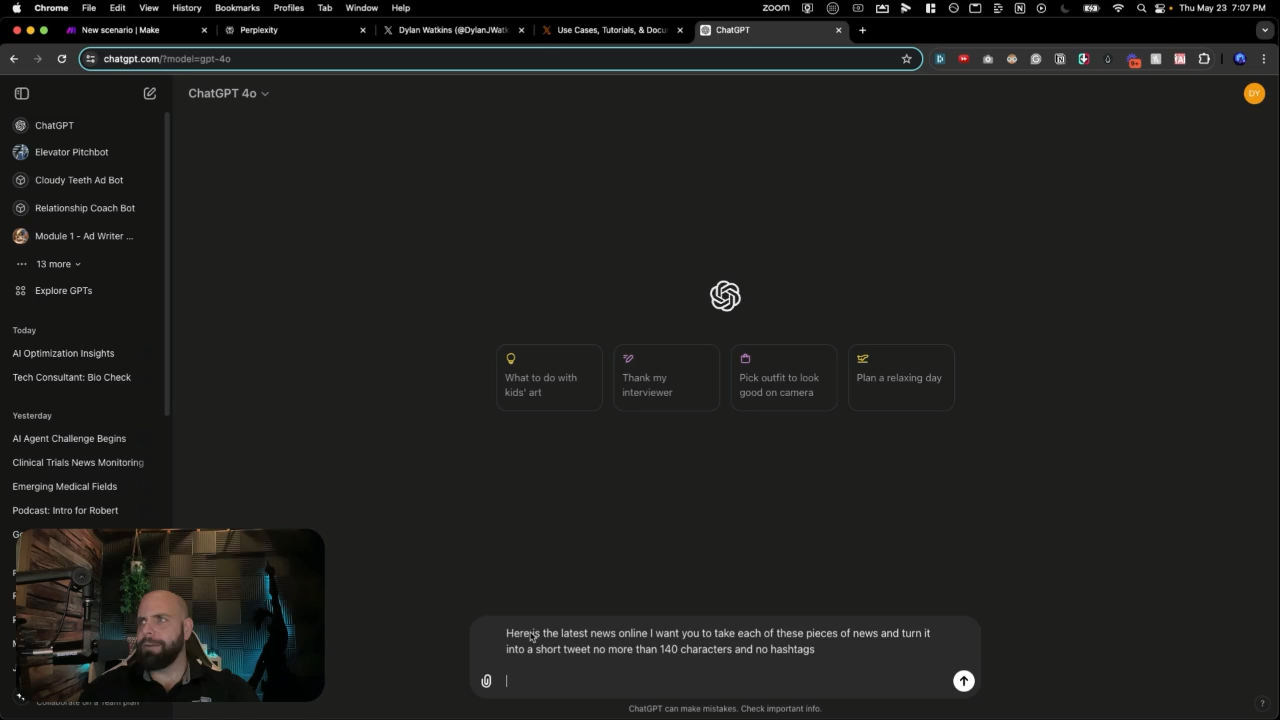 Chrome File Edit View History Bookmarks Profiles Tab Window Help
zoom
Thu May 23 7:07 PM
New scenario | Make
Perplexity
Dylan Watkins (@DylanJWatk
Use Cases, Tutorials, & Docu
ChatGPT
chatgpt.com/?model=gpt-4o
9+
ChatGPT 4o
DY
ChatGPT
Elevator Pitchbot
Cloudy Teeth Ad Bot
Relationship Coach Bot
Module 1 - Ad Writer ...
13 more
Explore GPTs
Today
AI Optimization Insights
Tech Consultant: Bio Check
Yesterday
AI Agent Challenge Begins
Clinical Trials News Monitoring
Emerging Medical Fields
Podcast: Intro for Robert
What to do with
kids' art
Thank my
interviewer
Pick outfit to look
good on camera
Plan a relaxing day
Here is the latest news online I want you to take each of these pieces of news and turn it
into a short tweet no more than 140 characters and no hashtags
ChatGPT can make mistakes. Check important info.
?